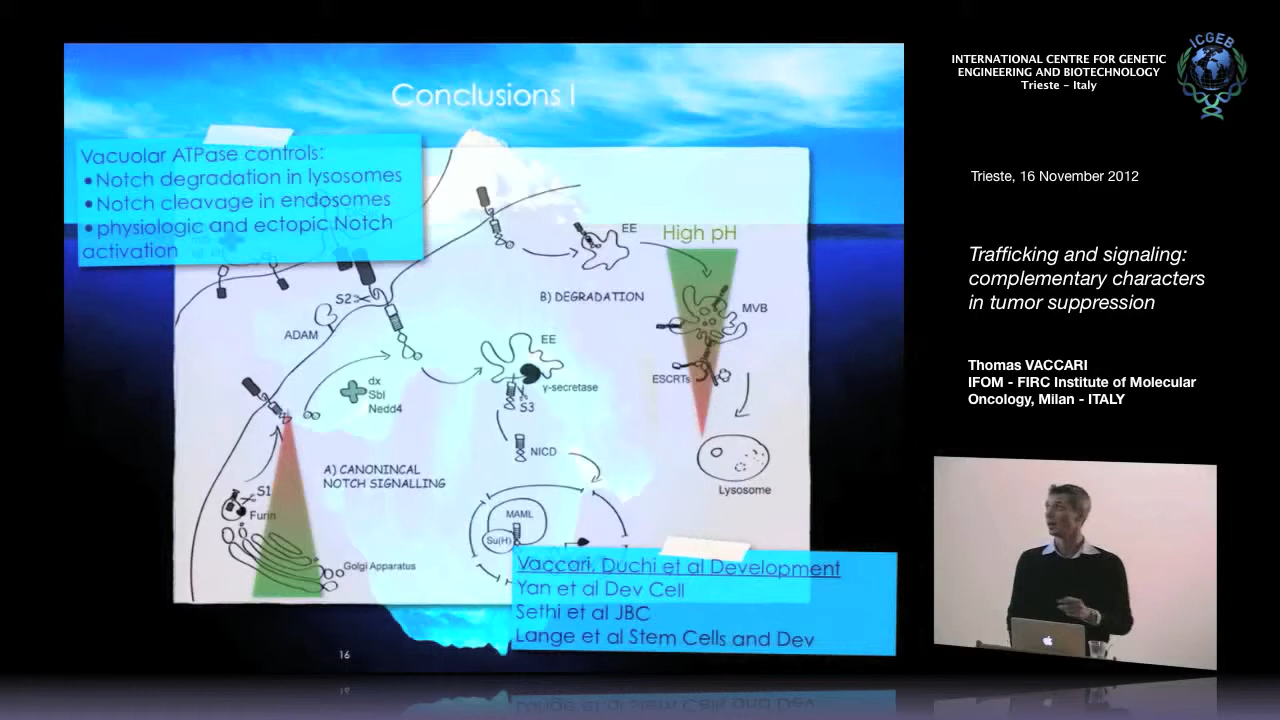 Conclusions I
Vacuolar ATPase controls:
•Notch degradation in lysosomes
•Notch cleavage in endosomes
•physiologic and ectopic Notch
activation
High pH
EE
B) DEGRADATION
MVB
S2
ADAM
EE
ESCRTs
dx
Sbl
Nedd4
γ-secretase
S3
NICD
Lysosome
A) CANONINCAL
NOTCH SIGNALLING
S1
Furin
MAML
Su(H)
Golgi Apparatus
Vaccari, Duchi et al Development
Yan et al Dev Cell
Sethi et al JBC
Lange et al Stem Cells and Dev
16
INTERNATIONAL CENTRE FOR GENETIC
ENGINEERING AND BIOTECHNOLOGY
Trieste - Italy
ICGEB
Trieste, 16 November 2012
Trafficking and signaling:
complementary characters
in tumor suppression
Thomas VACCARI
IFOM - FIRC Institute of Molecular
Oncology, Milan - ITALY